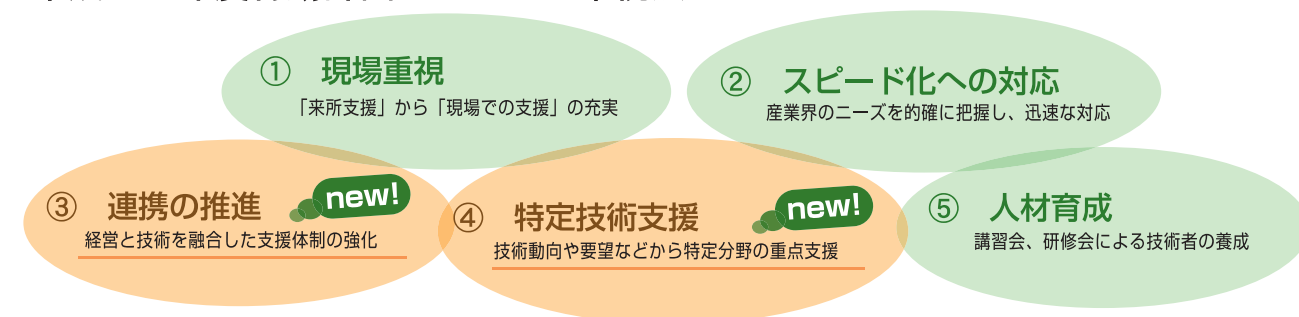 ① 現場重視
「来所支援」から「現場での支援」の充実
② スピード化への対応
産業界のニーズを的確に把握し、迅速な対応
③ 連携の推進 new!
経営と技術を融合した支援体制の強化
④ 特定技術支援 new!
技術動向や要望などから特定分野の重点支援
⑤ 人材育成
講習会、研修会による技術者の養成